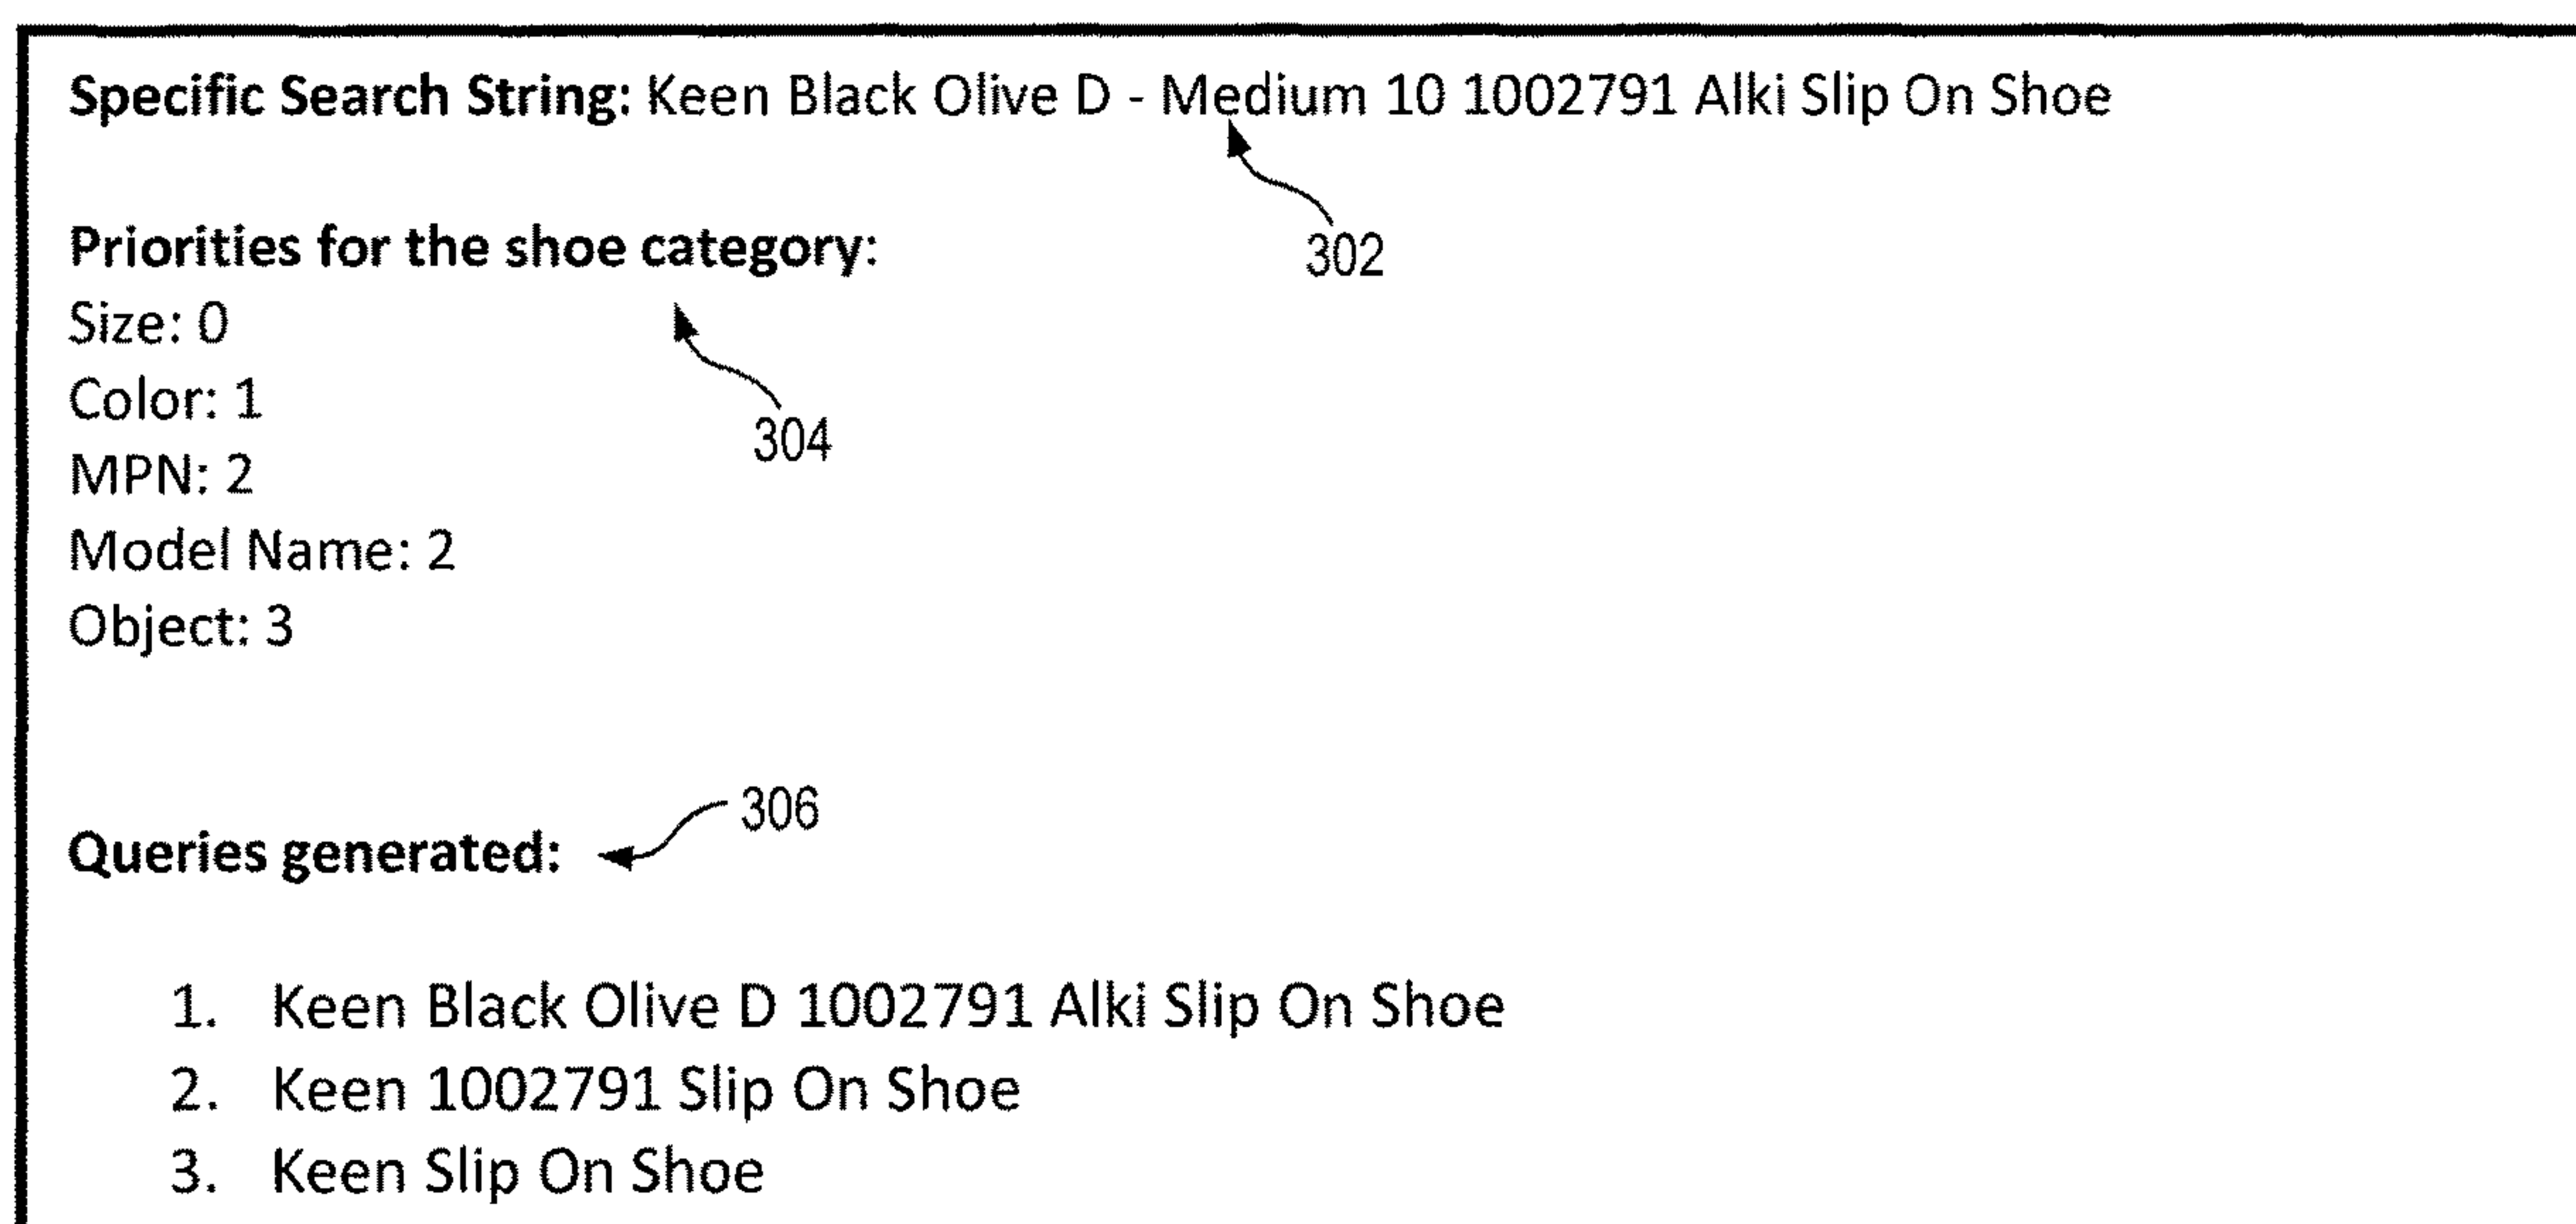 Specific Search String: Keen Black Olive D - Medium 10 1002791 Alki Slip On Shoe
302
Priorities for the shoe category:
Size: 0
304
Color: 1
MPN: 2
Model Name: 2
Object: 3
306
Queries generated:
1. Keen Black Olive D 1002791 Alki Slip On Shoe
2. Keen 1002791 Slip On Shoe
3. Keen Slip On Shoe